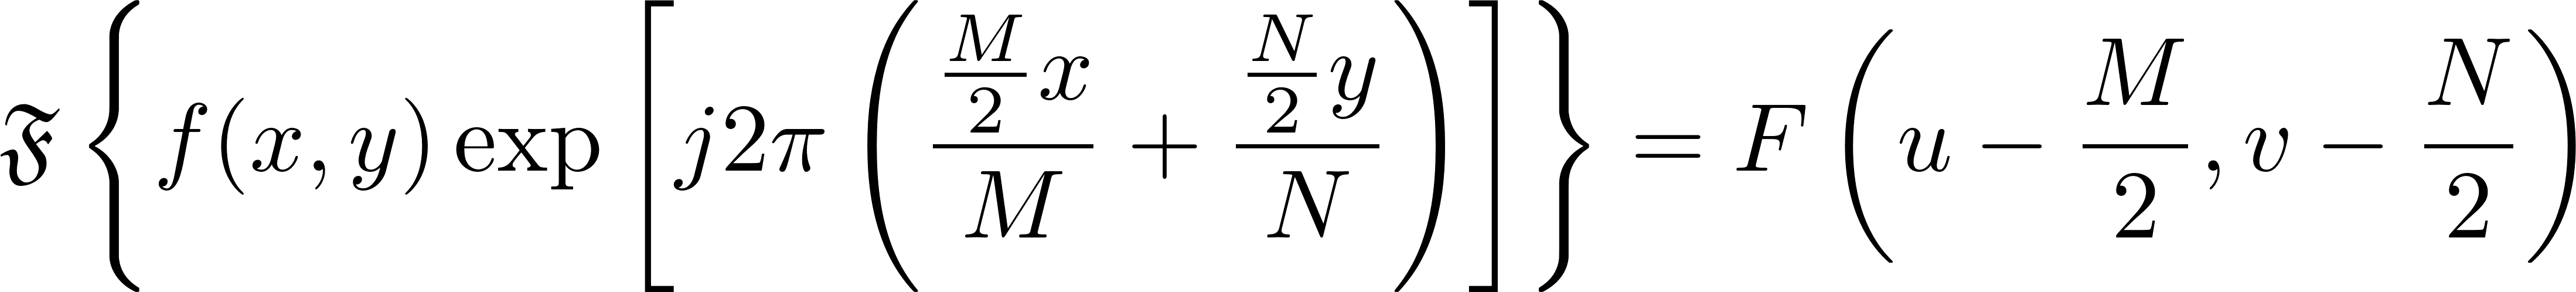 $\mathfrak{F}\left\{ f(x,y) \exp\left[ j2\pi \left( \frac{\frac{M}{2}x}{M} + \frac{\frac{N}{2}y}{N} \right) \right] \right\} = F\left( u - \frac{M}{2}, v - \frac{N}{2} \right)$